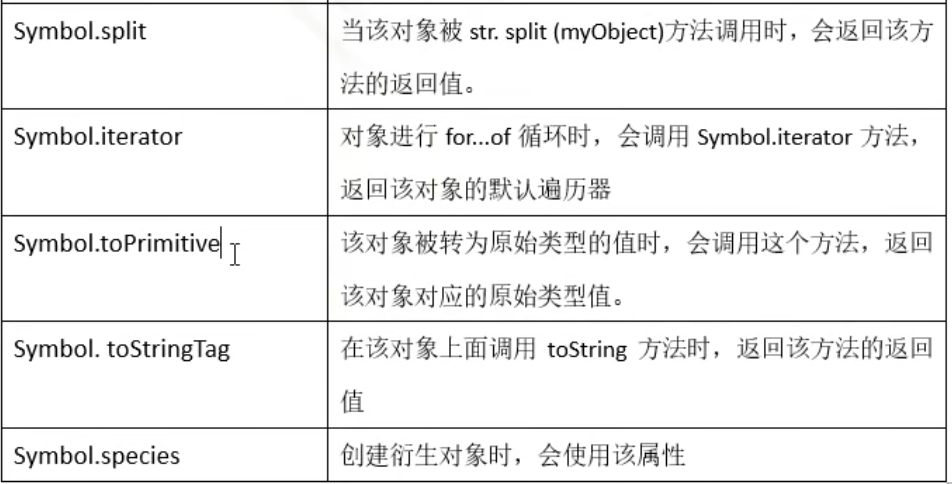 Symbol.split
当该对象被 str. split (myObject)方法调用时，会返回该方
法的返回值。
Symbol.iterator
对象进行 for...of 循环时，会调用 Symbol.iterator 方法，
返回该对象的默认遍历器
Symbol.toPrimitive
该对象被转为原始类型的值时，会调用这个方法，返回
该对象对应的原始类型值。
Symbol. toStringTag
在该对象上面调用 toString 方法时，返回该方法的返回
值
Symbol.species
创建衍生对象时，会使用该属性